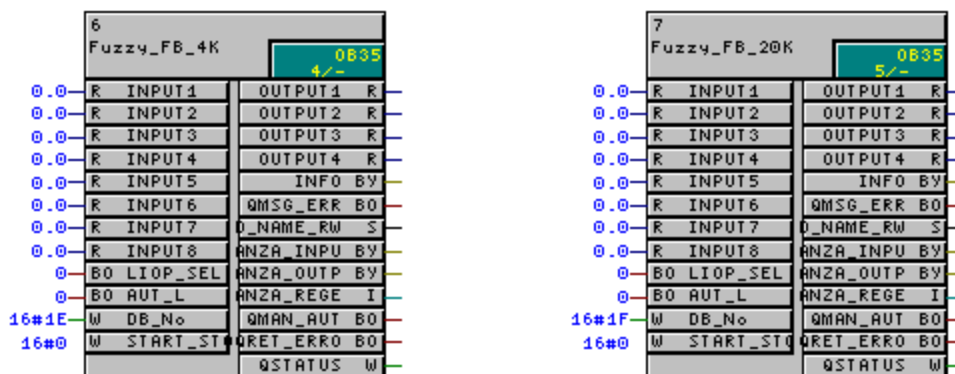 6
Fuzzy_FB_4K
OB35
4/-
0.0 R INPUT1 OUTPUT1 R
0.0 R INPUT2 OUTPUT2 R
0.0 R INPUT3 OUTPUT3 R
0.0 R INPUT4 OUTPUT4 R
0.0 R INPUT5 INFO BY
0.0 R INPUT6 QMSG_ERR BO
0.0 R INPUT7 D_NAME_RW S
0.0 R INPUT8 ANZA_INPU BY
0 BO LIOP_SEL ANZA_OUTP BY
0 BO AUT_L ANZA_REGE I
16#1E W DB_No QMAN_AUT BO
16#0 W START_ST QRET_ERRO BO
QSTATUS W
7
Fuzzy_FB_20K
OB35
5/-
0.0 R INPUT1 OUTPUT1 R
0.0 R INPUT2 OUTPUT2 R
0.0 R INPUT3 OUTPUT3 R
0.0 R INPUT4 OUTPUT4 R
0.0 R INPUT5 INFO BY
0.0 R INPUT6 QMSG_ERR BO
0.0 R INPUT7 D_NAME_RW S
0.0 R INPUT8 ANZA_INPU BY
0 BO LIOP_SEL ANZA_OUTP BY
0 BO AUT_L ANZA_REGE I
16#1F W DB_No QMAN_AUT BO
16#0 W START_ST QRET_ERRO BO
QSTATUS W